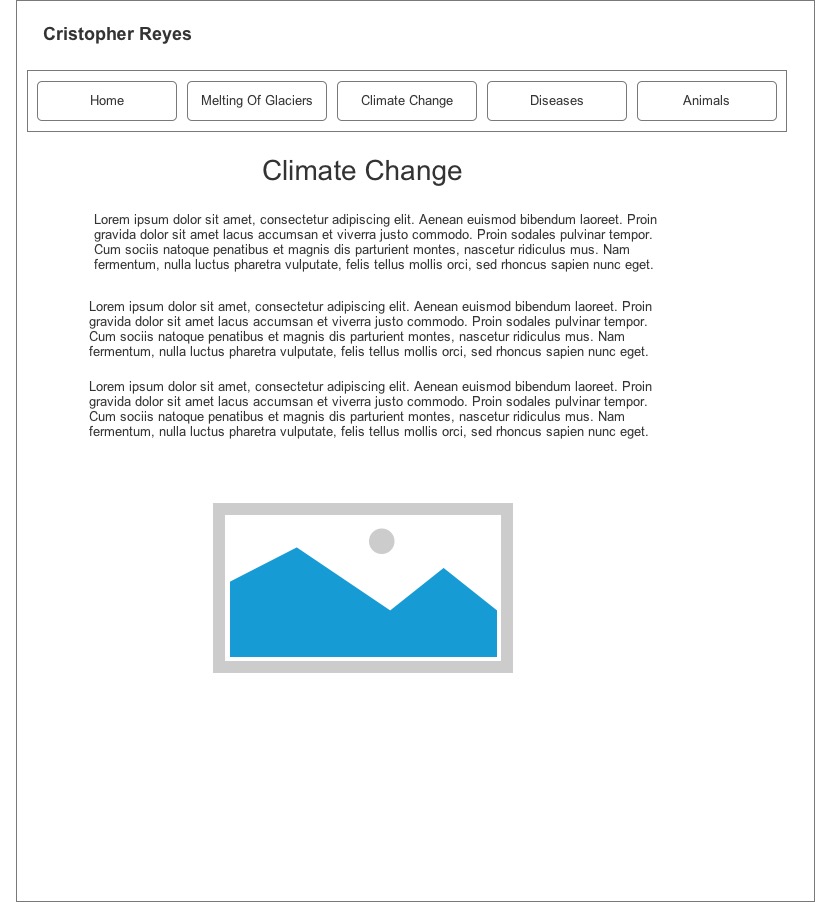 Cristopher Reyes
Home Melting Of Glaciers Climate Change Diseases Animals
Climate Change
Lorem ipsum dolor sit amet, consectetur adipiscing elit. Aenean euismod bibendum laoreet. Proin
gravida dolor sit amet lacus accumsan et viverra justo commodo. Proin sodales pulvinar tempor.
Cum sociis natoque penatibus et magnis dis parturient montes, nascetur ridiculus mus. Nam
fermentum, nulla luctus pharetra vulputate, felis tellus mollis orci, sed rhoncus sapien nunc eget.
Lorem ipsum dolor sit amet, consectetur adipiscing elit. Aenean euismod bibendum laoreet. Proin
gravida dolor sit amet lacus accumsan et viverra justo commodo. Proin sodales pulvinar tempor.
Cum sociis natoque penatibus et magnis dis parturient montes, nascetur ridiculus mus. Nam
fermentum, nulla luctus pharetra vulputate, felis tellus mollis orci, sed rhoncus sapien nunc eget.
Lorem ipsum dolor sit amet, consectetur adipiscing elit. Aenean euismod bibendum laoreet. Proin
gravida dolor sit amet lacus accumsan et viverra justo commodo. Proin sodales pulvinar tempor.
Cum sociis natoque penatibus et magnis dis parturient montes, nascetur ridiculus mus. Nam
fermentum, nulla luctus pharetra vulputate, felis tellus mollis orci, sed rhoncus sapien nunc eget.